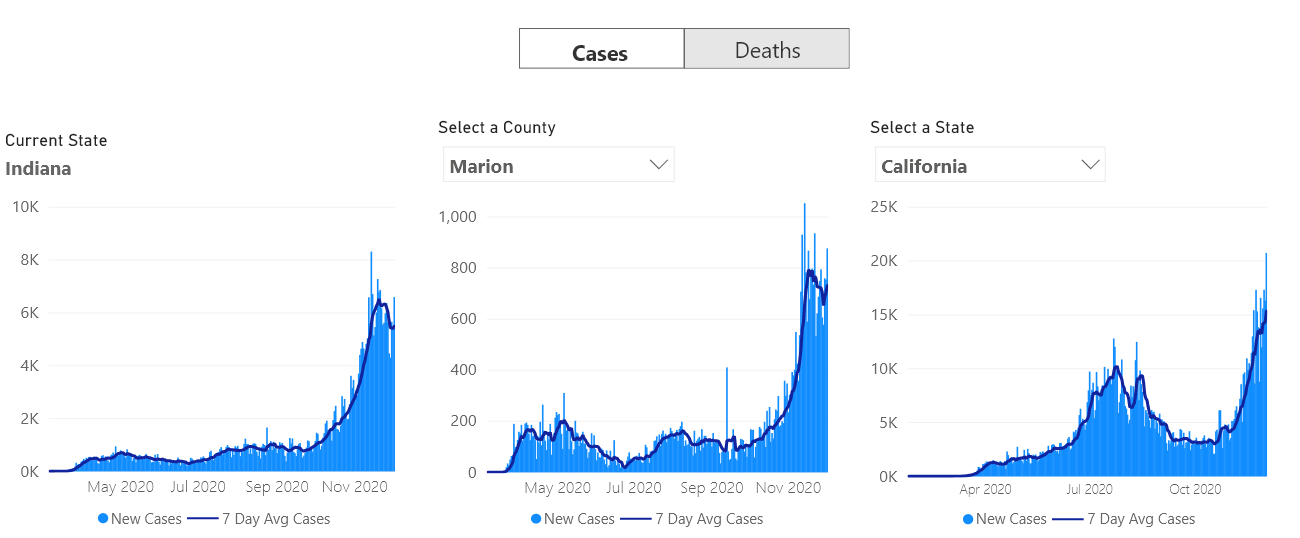 Cases Deaths
Current State
Indiana
10K
8K
6K
4K
2K
0K
May 2020 Jul 2020 Sep 2020 Nov 2020
New Cases 7 Day Avg Cases
Select a County
Marion
1,000
800
600
400
200
0
May 2020 Jul 2020 Sep 2020 Nov 2020
New Cases 7 Day Avg Cases
Select a State
California
25K
20K
15K
10K
5K
0K
Apr 2020 Jul 2020 Oct 2020
New Cases 7 Day Avg Cases